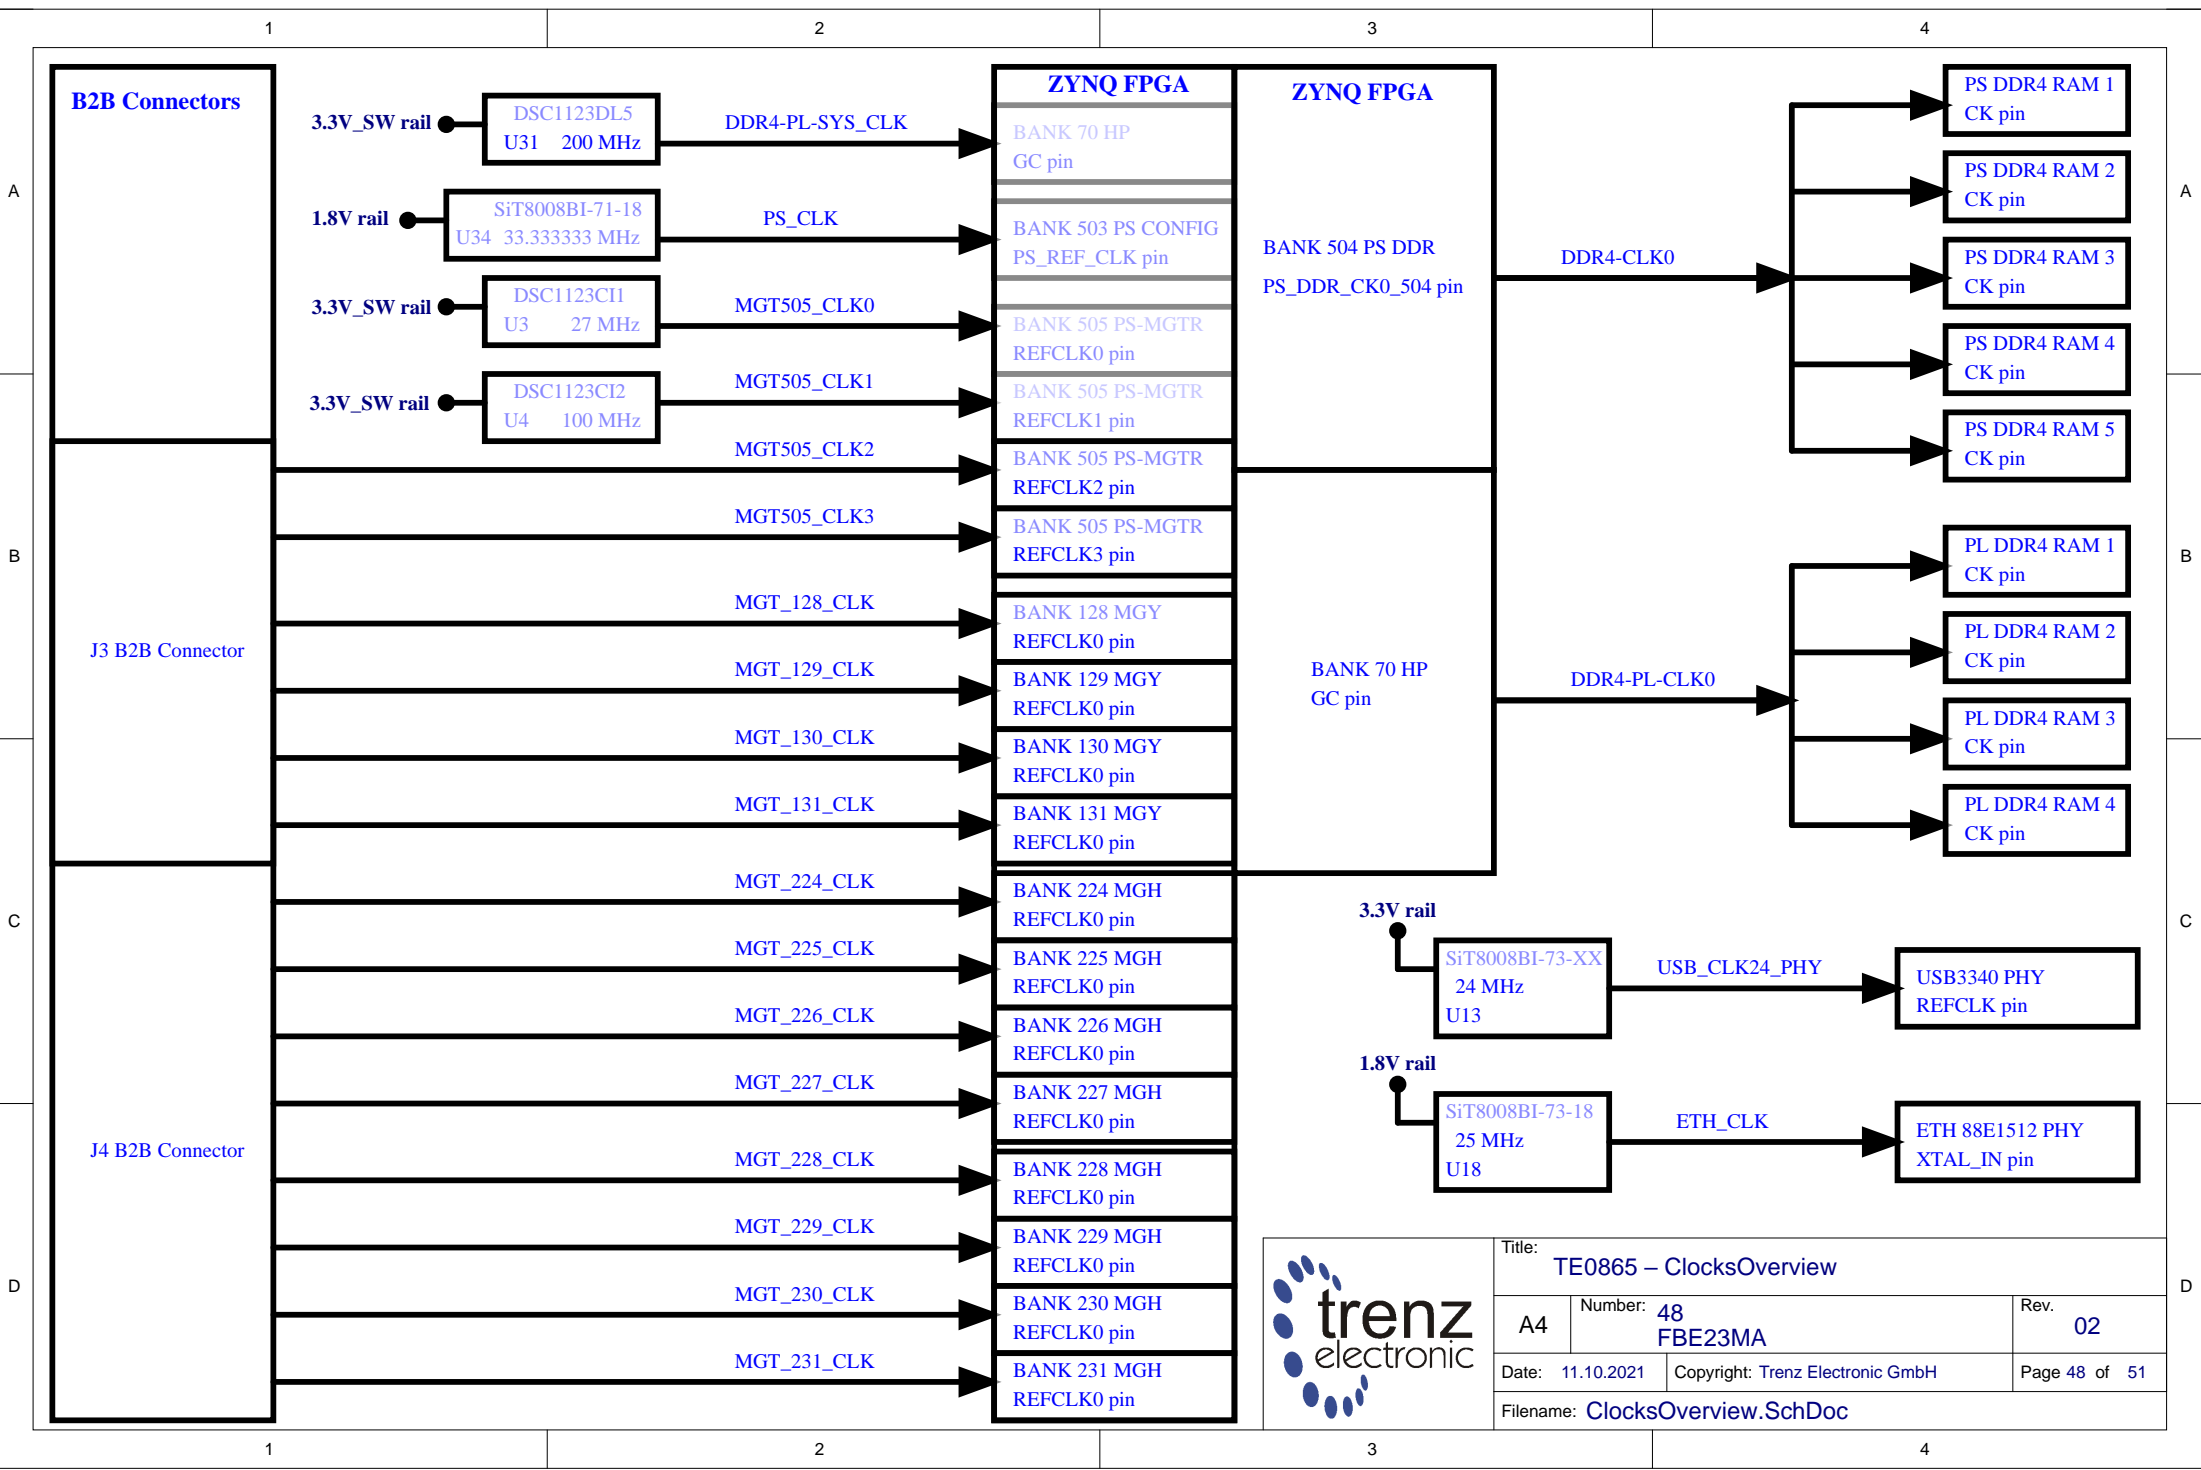 1 2 3 4
A
B
C
D
B2B Connectors
J3 B2B Connector
J4 B2B Connector
3.3V_SW rail
DSC1123DL5
U31 200 MHz
DDR4-PL-SYS_CLK
1.8V rail
SiT8008BI-71-18
U34 33.333333 MHz
PS_CLK
3.3V_SW rail
DSC1123CI1
U3 27 MHz
MGT505_CLK0
3.3V_SW rail
DSC1123CI2
U4 100 MHz
MGT505_CLK1
MGT505_CLK2
MGT505_CLK3
MGT_128_CLK
MGT_129_CLK
MGT_130_CLK
MGT_131_CLK
MGT_224_CLK
MGT_225_CLK
MGT_226_CLK
MGT_227_CLK
MGT_228_CLK
MGT_229_CLK
MGT_230_CLK
MGT_231_CLK
ZYNQ FPGA
BANK 70 HP
GC pin
BANK 503 PS CONFIG
PS_REF_CLK pin
BANK 505 PS-MGTR
REFCLK0 pin
BANK 505 PS-MGTR
REFCLK1 pin
BANK 505 PS-MGTR
REFCLK2 pin
BANK 505 PS-MGTR
REFCLK3 pin
BANK 128 MGY
REFCLK0 pin
BANK 129 MGY
REFCLK0 pin
BANK 130 MGY
REFCLK0 pin
BANK 131 MGY
REFCLK0 pin
BANK 224 MGH
REFCLK0 pin
BANK 225 MGH
REFCLK0 pin
BANK 226 MGH
REFCLK0 pin
BANK 227 MGH
REFCLK0 pin
BANK 228 MGH
REFCLK0 pin
BANK 229 MGH
REFCLK0 pin
BANK 230 MGH
REFCLK0 pin
BANK 231 MGH
REFCLK0 pin
ZYNQ FPGA
BANK 504 PS DDR
PS_DDR_CK0_504 pin
BANK 70 HP
GC pin
DDR4-CLK0
DDR4-PL-CLK0
PS DDR4 RAM 1
CK pin
PS DDR4 RAM 2
CK pin
PS DDR4 RAM 3
CK pin
PS DDR4 RAM 4
CK pin
PS DDR4 RAM 5
CK pin
PL DDR4 RAM 1
CK pin
PL DDR4 RAM 2
CK pin
PL DDR4 RAM 3
CK pin
PL DDR4 RAM 4
CK pin
3.3V rail
SiT8008BI-73-XX
24 MHz
U13
USB_CLK24_PHY
USB3340 PHY
REFCLK pin
1.8V rail
SiT8008BI-73-18
25 MHz
U18
ETH_CLK
ETH 88E1512 PHY
XTAL_IN pin
trenz
electronic
Title:
TE0865 – ClocksOverview
A4
Number: 48
FBE23MA
Rev.
02
Date: 11.10.2021
Copyright: Trenz Electronic GmbH
Page 48 of 51
Filename: ClocksOverview.SchDoc
A
B
C
D
1 2 3 4